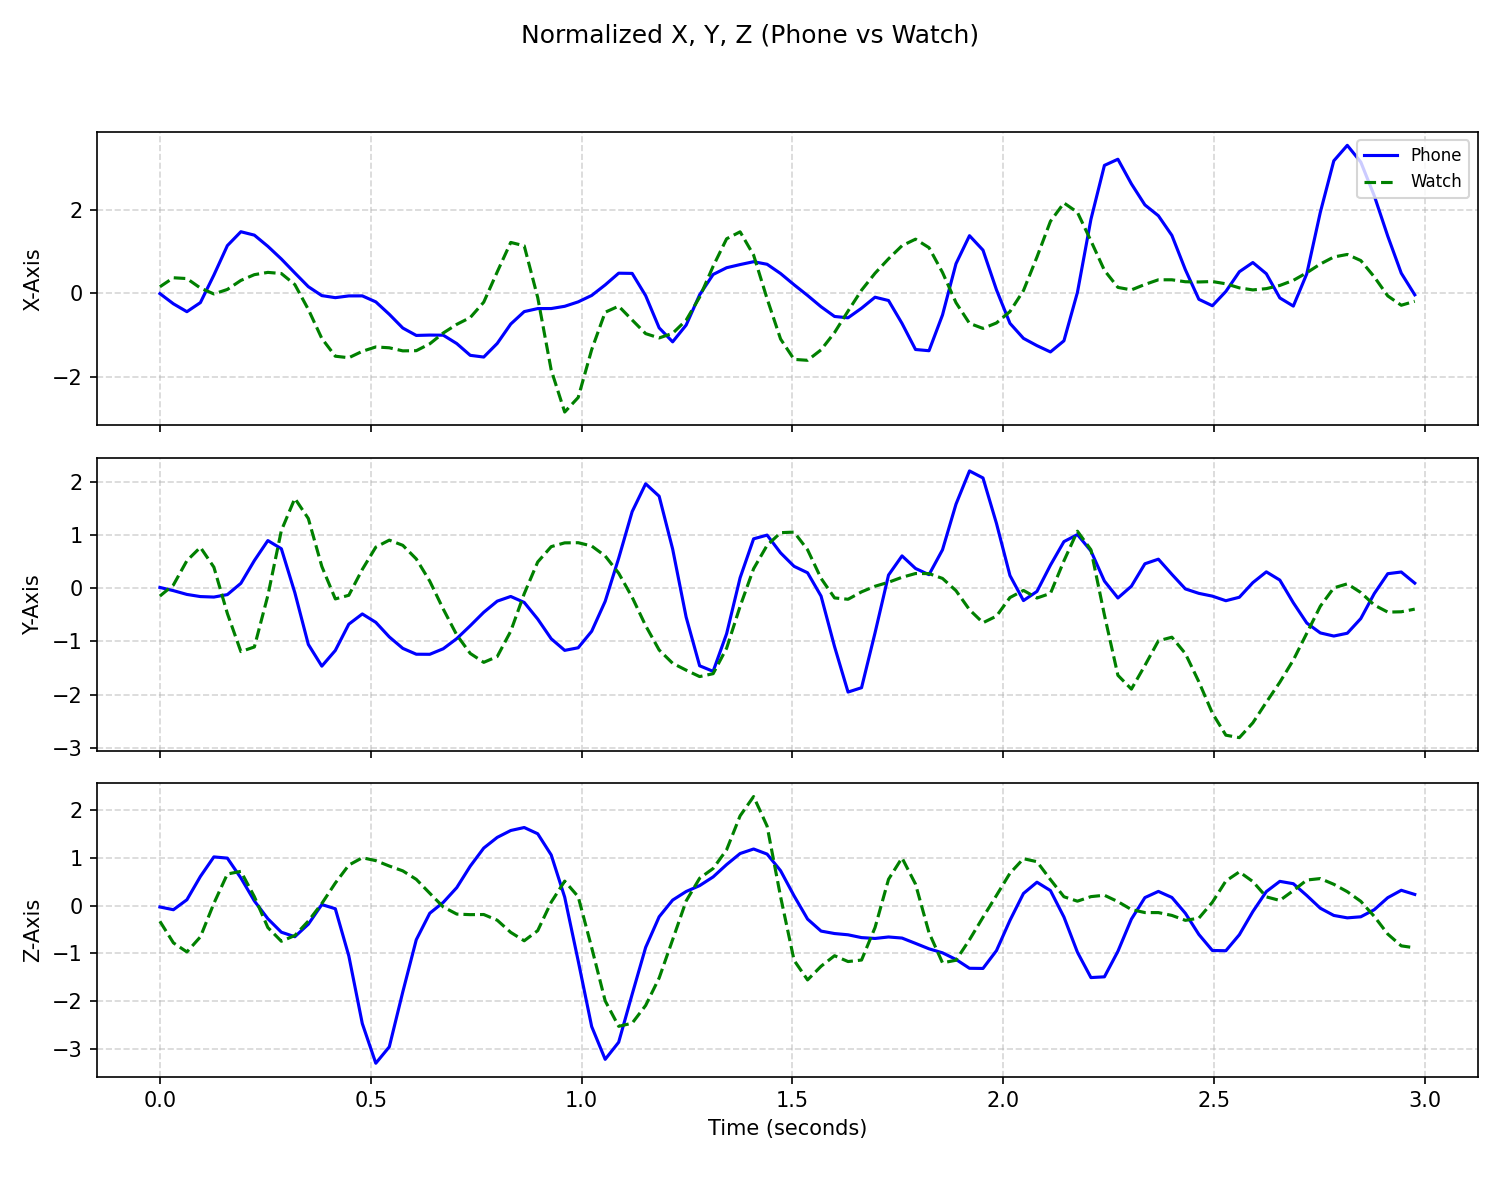 Normalized X, Y, Z (Phone vs Watch)
Phone
Watch
X-Axis
2
0
−2
Y-Axis
2
1
0
−1
−2
−3
Z-Axis
2
1
0
−1
−2
−3
0.0 0.5 1.0 1.5 2.0 2.5 3.0
Time (seconds)